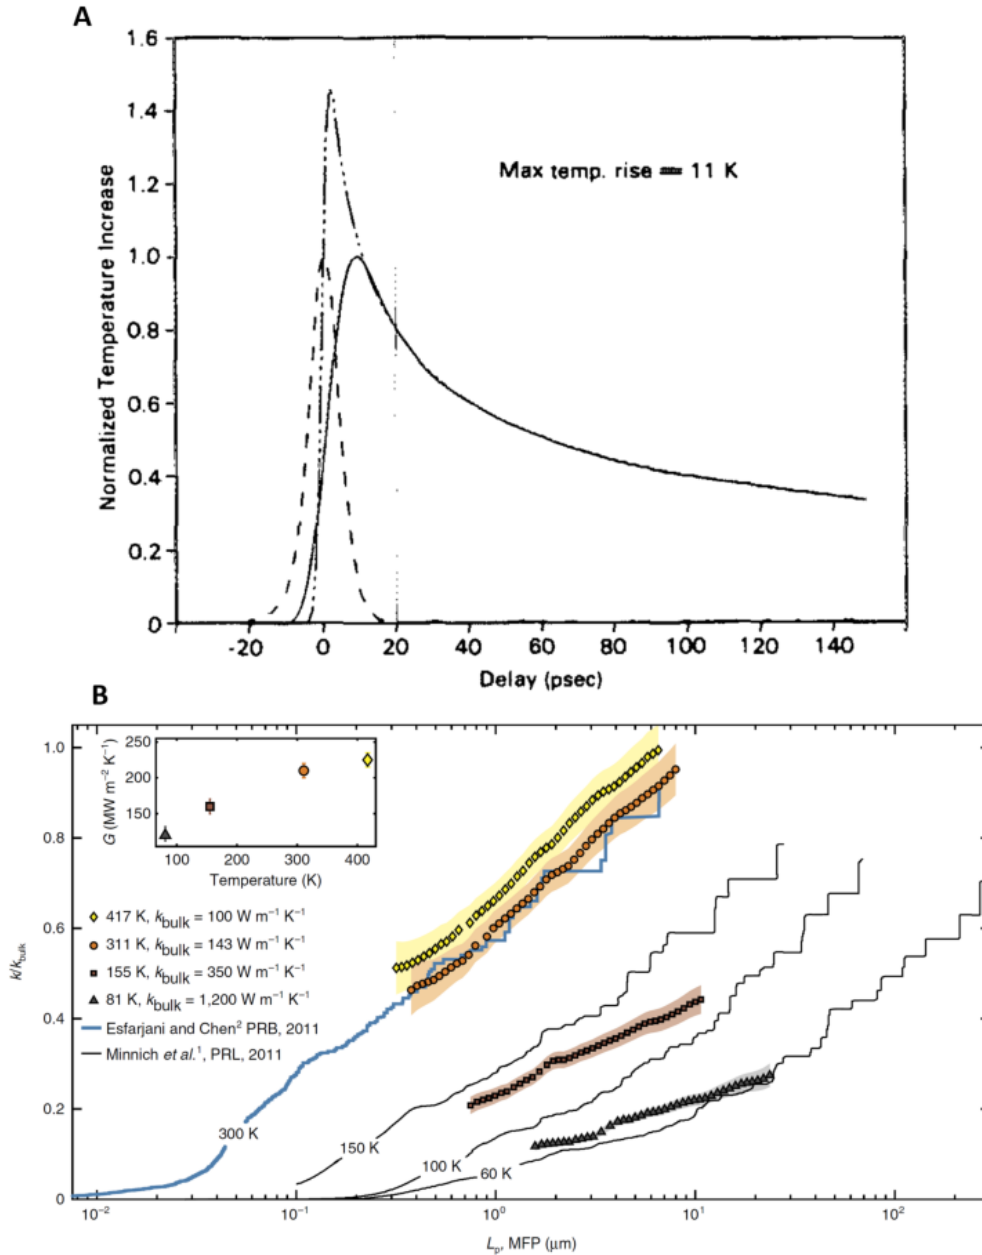 A
1.6
1.4
1.2
1.0
0.8
0.6
0.4
0.2
0
Normalized Temperature Increase
Max temp. rise = 11 K
-20 0 20 40 60 80 100 120 140
Delay (psec)
B
1.0
0.8
0.6
0.4
0.2
0
k/kbulk
250
200
150
G (MW m−2 K−1)
100 200 300 400
Temperature (K)
417 K, kbulk = 100 W m−1 K−1
311 K, kbulk = 143 W m−1 K−1
155 K, kbulk = 350 W m−1 K−1
81 K, kbulk = 1,200 W m−1 K−1
Esfarjani and Chen2 PRB, 2011
Minnich et al.1, PRL, 2011
300 K
150 K
100 K
60 K
10−2 10−1 100 101 102
Lp, MFP (μm)